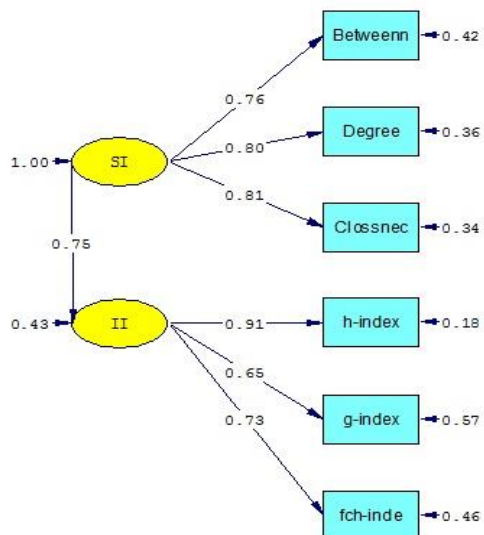 Betweenn
0.42
0.76
Degree
0.36
1.00
SI
0.80
0.81
Clossnec
0.34
0.75
h-index
0.18
0.43
II
0.91
0.65
g-index
0.57
0.73
fch-inde
0.46